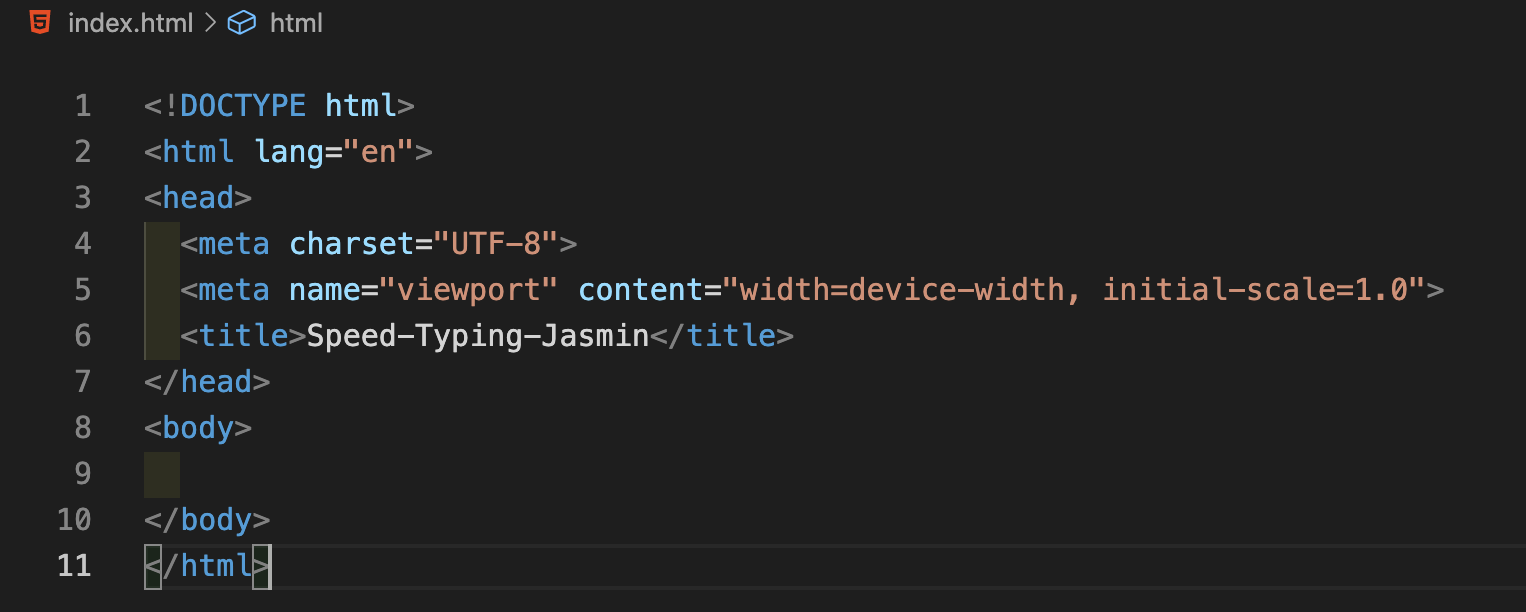 index.html > html
1 <!DOCTYPE html>
2 <html lang="en">
3 <head>
4   <meta charset="UTF-8">
5   <meta name="viewport" content="width=device-width, initial-scale=1.0">
6   <title>Speed-Typing-Jasmin</title>
7 </head>
8 <body>
9
10 </body>
11 </html>